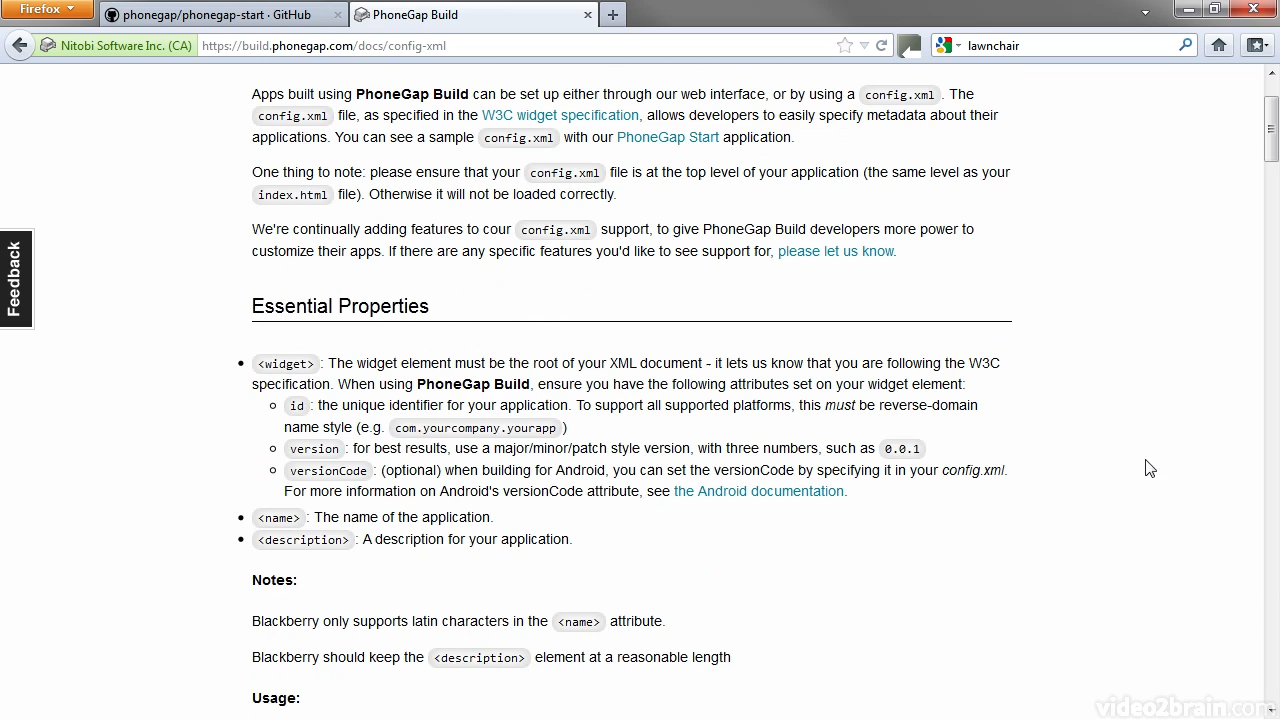 Firefox
phonegap/phonegap-start · GitHub
PhoneGap Build
Nitobi Software Inc. (CA)
https://build.phonegap.com/docs/config-xml
lawnchair
Feedback
Apps built using PhoneGap Build can be set up either through our web interface, or by using a config.xml. The
config.xml file, as specified in the W3C widget specification, allows developers to easily specify metadata about their
applications. You can see a sample config.xml with our PhoneGap Start application.
One thing to note: please ensure that your config.xml file is at the top level of your application (the same level as your
index.html file). Otherwise it will not be loaded correctly.
We're continually adding features to cour config.xml support, to give PhoneGap Build developers more power to
customize their apps. If there are any specific features you'd like to see support for, please let us know.
Essential Properties
<widget>: The widget element must be the root of your XML document - it lets us know that you are following the W3C
specification. When using PhoneGap Build, ensure you have the following attributes set on your widget element:
id: the unique identifier for your application. To support all supported platforms, this must be reverse-domain
name style (e.g. com.yourcompany.yourapp)
version: for best results, use a major/minor/patch style version, with three numbers, such as 0.0.1
versionCode: (optional) when building for Android, you can set the versionCode by specifying it in your config.xml.
For more information on Android's versionCode attribute, see the Android documentation.
<name>: The name of the application.
<description>: A description for your application.
Notes:
Blackberry only supports latin characters in the <name> attribute.
Blackberry should keep the <description> element at a reasonable length
Usage:
video2brain.com